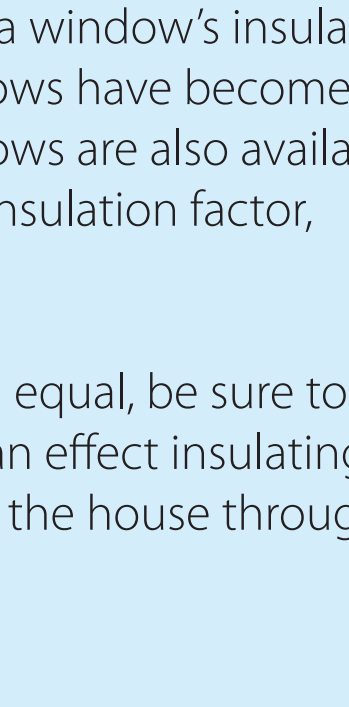 a window’s insula
ows have become
ows are also availa
nsulation factor,
equal, be sure to
an effect insulating
the house throug